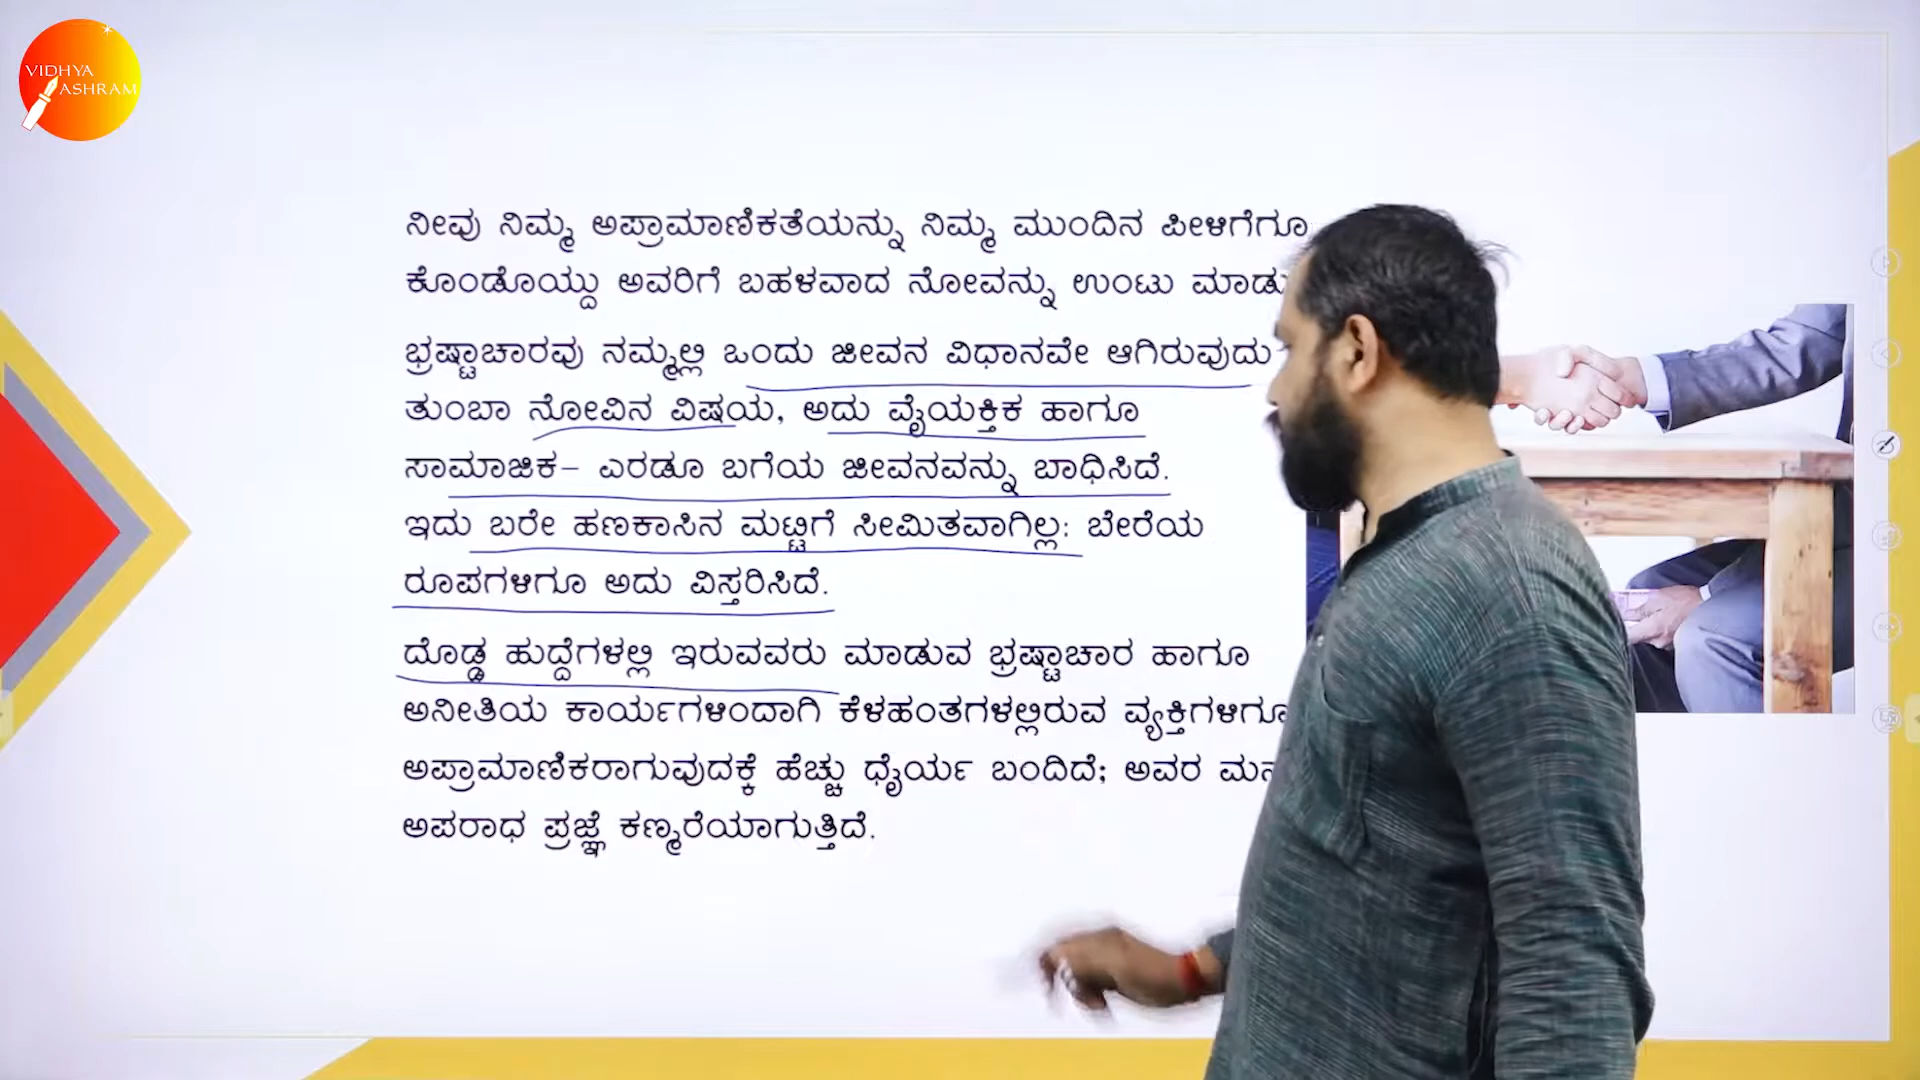 VIDHYA
ASHRAM
ನೀವು ನಿಮ್ಮ ಅಪ್ರಾಮಾಣಿಕತೆಯನ್ನು ನಿಮ್ಮ ಮುಂದಿನ ಪೀಳಿಗೆಗೂ
ಕೊಂಡೊಯ್ದು ಅವರಿಗೆ ಬಹಳವಾದ ನೋವನ್ನು ಉಂಟು
ಭ್ರಷ್ಟಾಚಾರವು ನಮ್ಮಲ್ಲಿ ಒಂದು ಜೀವನ ವಿಧಾನವೇ ಆಗಿರುವುದು
ತುಂಬಾ ನೋವಿನ ವಿಷಯ, ಅದು ವೈಯಕ್ತಿಕ ಹಾಗೂ
ಸಾಮಾಜಿಕ– ಎರಡೂ ಬಗೆಯ ಜೀವನವನ್ನು ಬಾಧಿಸಿದೆ.
ಇದು ಬರೇ ಹಣಕಾಸಿನ ಮಟ್ಟಿಗೆ ಸೀಮಿತವಾಗಿಲ್ಲ: ಬೇರೆಯ
ರೂಪಗಳಿಗೂ ಅದು ವಿಸ್ತರಿಸಿದೆ.
ದೊಡ್ಡ ಹುದ್ದೆಗಳಲ್ಲಿ ಇರುವವರು ಮಾಡುವ ಭ್ರಷ್ಟಾಚಾರ ಹಾಗೂ
ಅನೀತಿಯ ಕಾರ್ಯಗಳಿಂದಾಗಿ ಕೆಳಹಂತಗಳಲ್ಲಿರುವ ವ್ಯಕ್ತಿಗಳಿಗೂ
ಅಪ್ರಾಮಾಣಿಕರಾಗುವುದಕ್ಕೆ ಹೆಚ್ಚು ಧೈರ್ಯ ಬಂದಿದೆ; ಅವರ
ಅಪರಾಧ ಪ್ರಜ್ಞೆ ಕಣ್ಮರೆಯಾಗುತ್ತಿದೆ.